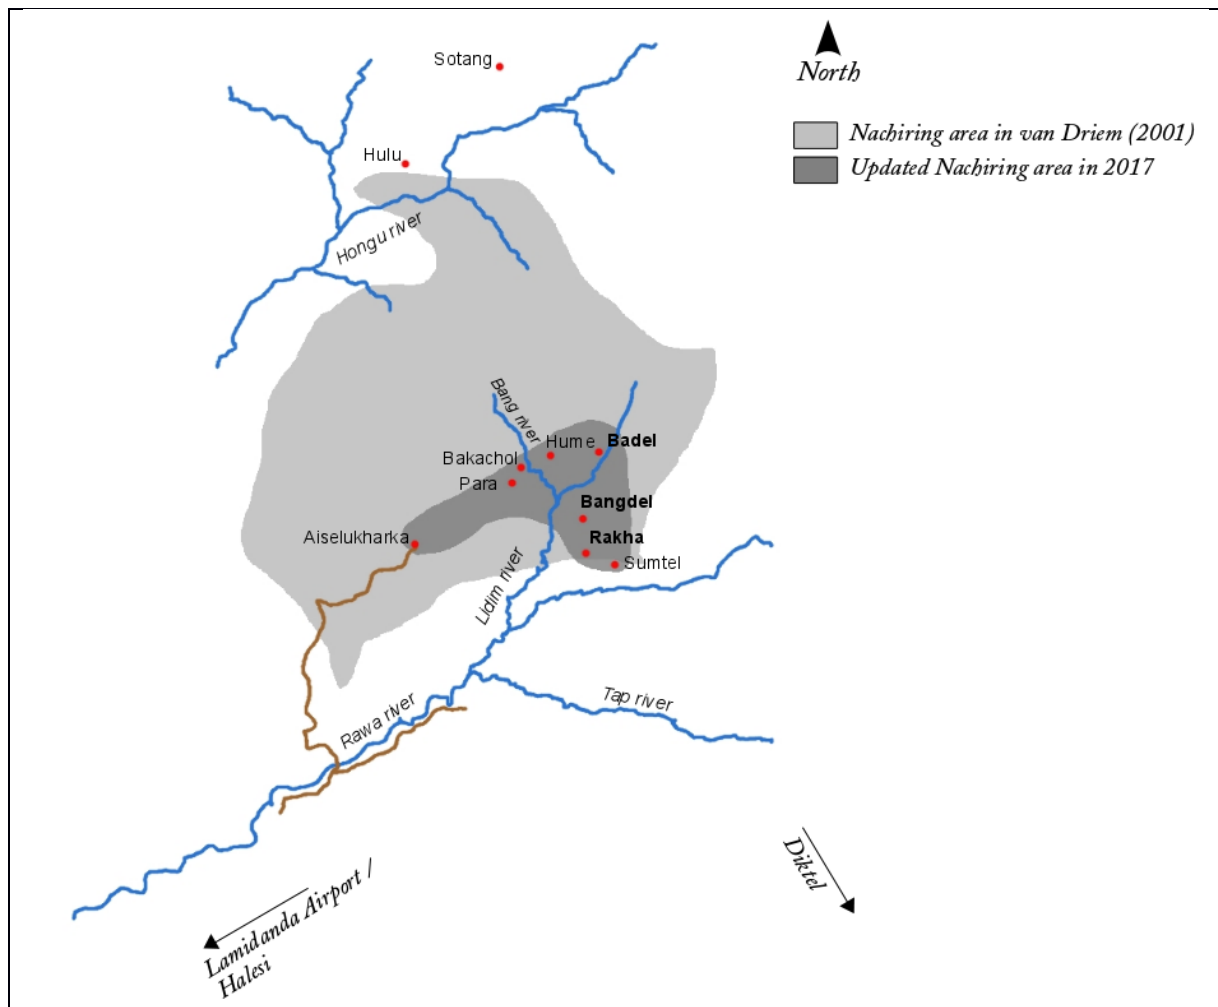 Sotang
North
Nachiring area in van Driem (2001)
Updated Nachiring area in 2017
Hulu
Hongu river
Bang river
Hume
Badel
Bakachol
Para
Bangdel
Aiselukharka
Rakha
Sumtel
Lidim river
Tap river
Rawa river
Diktel
Lamidanda Airport /
Halesi